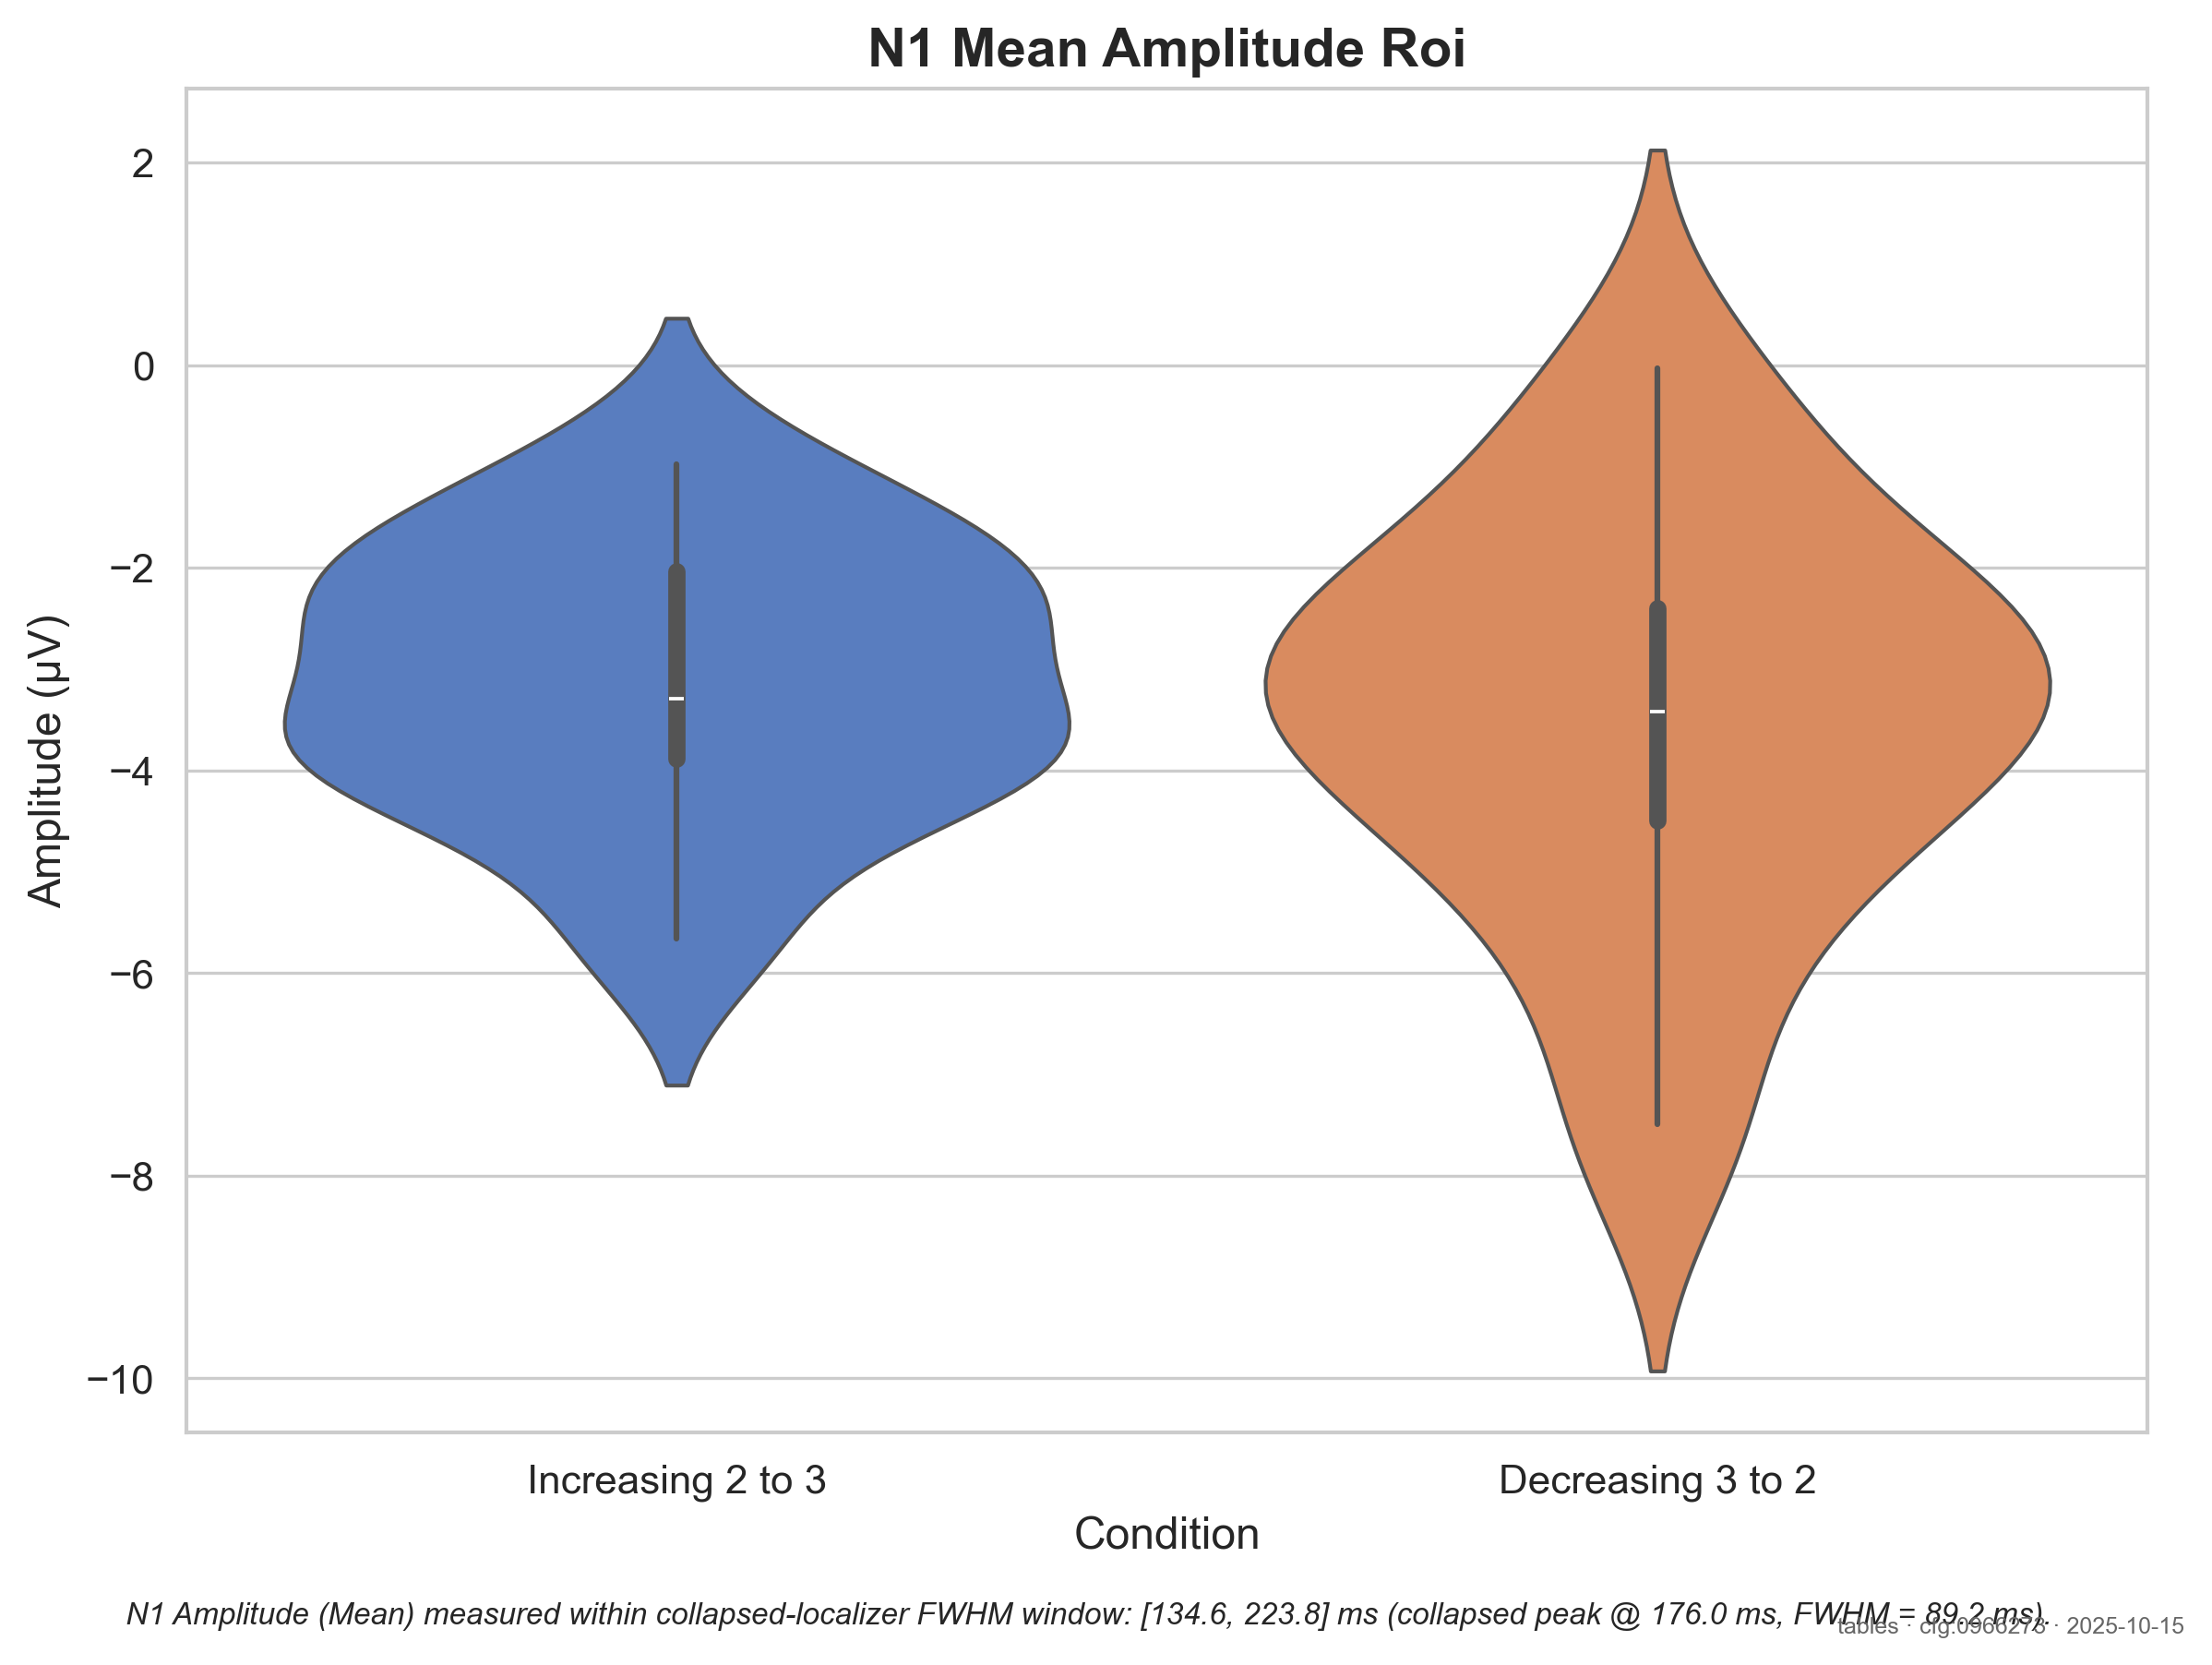 N1 Mean Amplitude Roi
Amplitude (µV)
2
0
−2
−4
−6
−8
−10
Increasing 2 to 3
Decreasing 3 to 2
Condition
N1 Amplitude (Mean) measured within collapsed-localizer FWHM window: [134.6, 223.8] ms (collapsed peak @ 176.0 ms, FWHM = 89.2 ms).
tables · cfg:0966273 · 2025-10-15